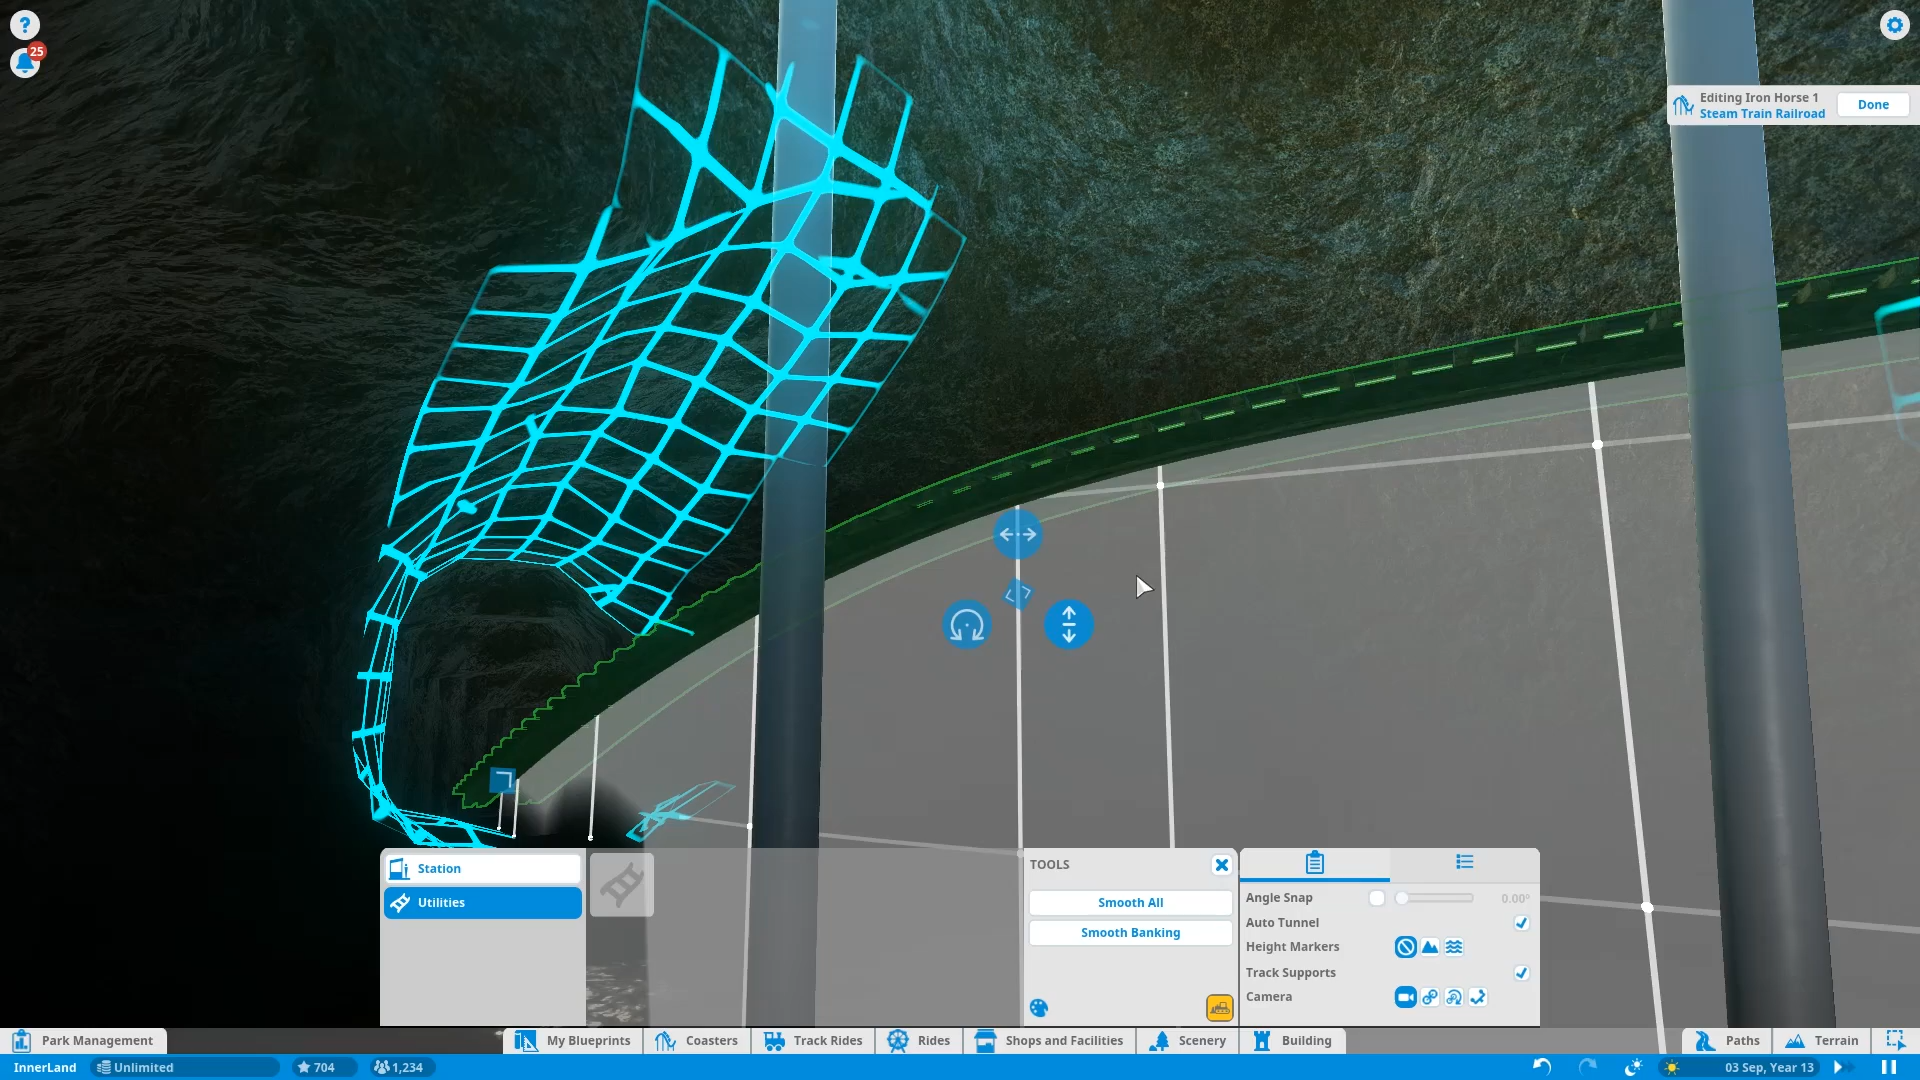 ?
25
Editing Iron Horse 1
Steam Train Railroad
Done
Station
Utilities
TOOLS
Smooth All
Smooth Banking
Angle Snap
0.00°
Auto Tunnel
Height Markers
Track Supports
Camera
Park Management
My Blueprints
Coasters
Track Rides
Rides
Shops and Facilities
Scenery
Building
Paths
Terrain
InnerLand
Unlimited
704
1,234
03 Sep, Year 13